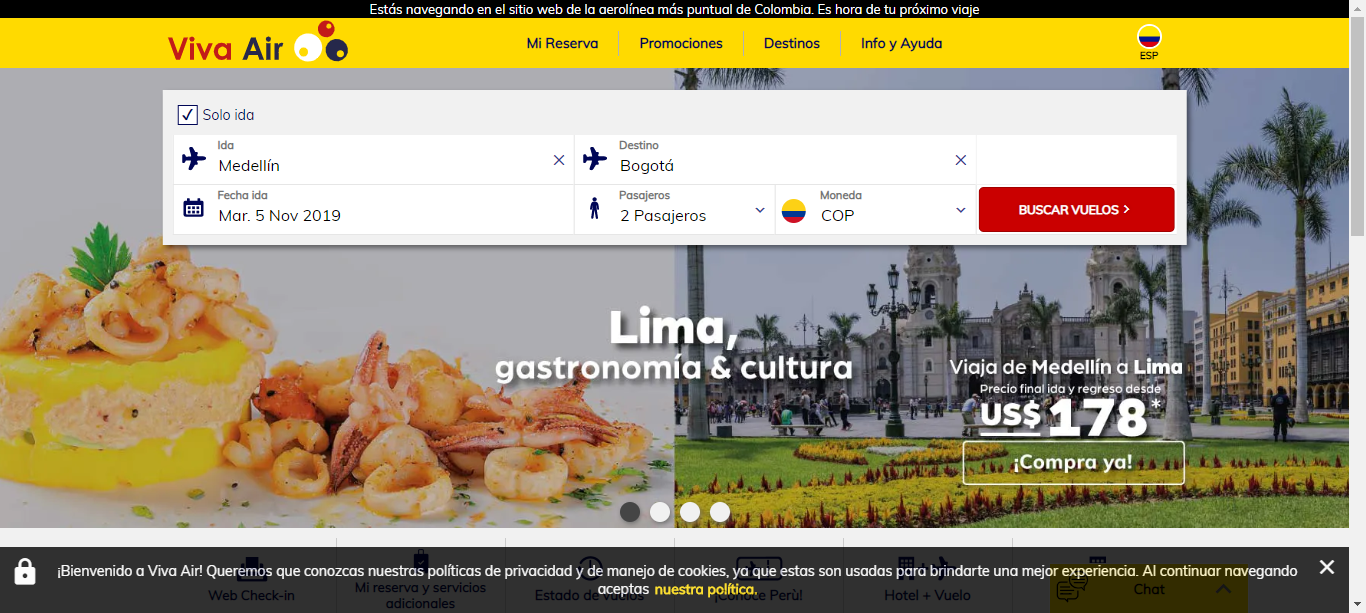 Estás navegando en el sitio web de la aerolínea más puntual de Colombia. Es hora de tu próximo viaje
Viva Air
Mi Reserva
Promociones
Destinos
Info y Ayuda
ESP
Solo ida
Ida
Medellín
Destino
Bogotá
Fecha ida
Mar. 5 Nov 2019
Pasajeros
2 Pasajeros
Moneda
COP
BUSCAR VUELOS
Lima,
gastronomía & cultura
Viaja de Medellín a Lima
Precio final ida y regreso desde
US$ 178*
¡Compra ya!
¡Bienvenido a Viva Air! Queremos que conozcas nuestras políticas de privacidad y de manejo de cookies, ya que estas son usadas para brindarte una mejor experiencia. Al continuar navegando
aceptas nuestra política.
Web Check-in
Mi reserva y servicios
adicionales
Estado de vuelos
¡Conoce Perú!
Hotel + Vuelo
Chat